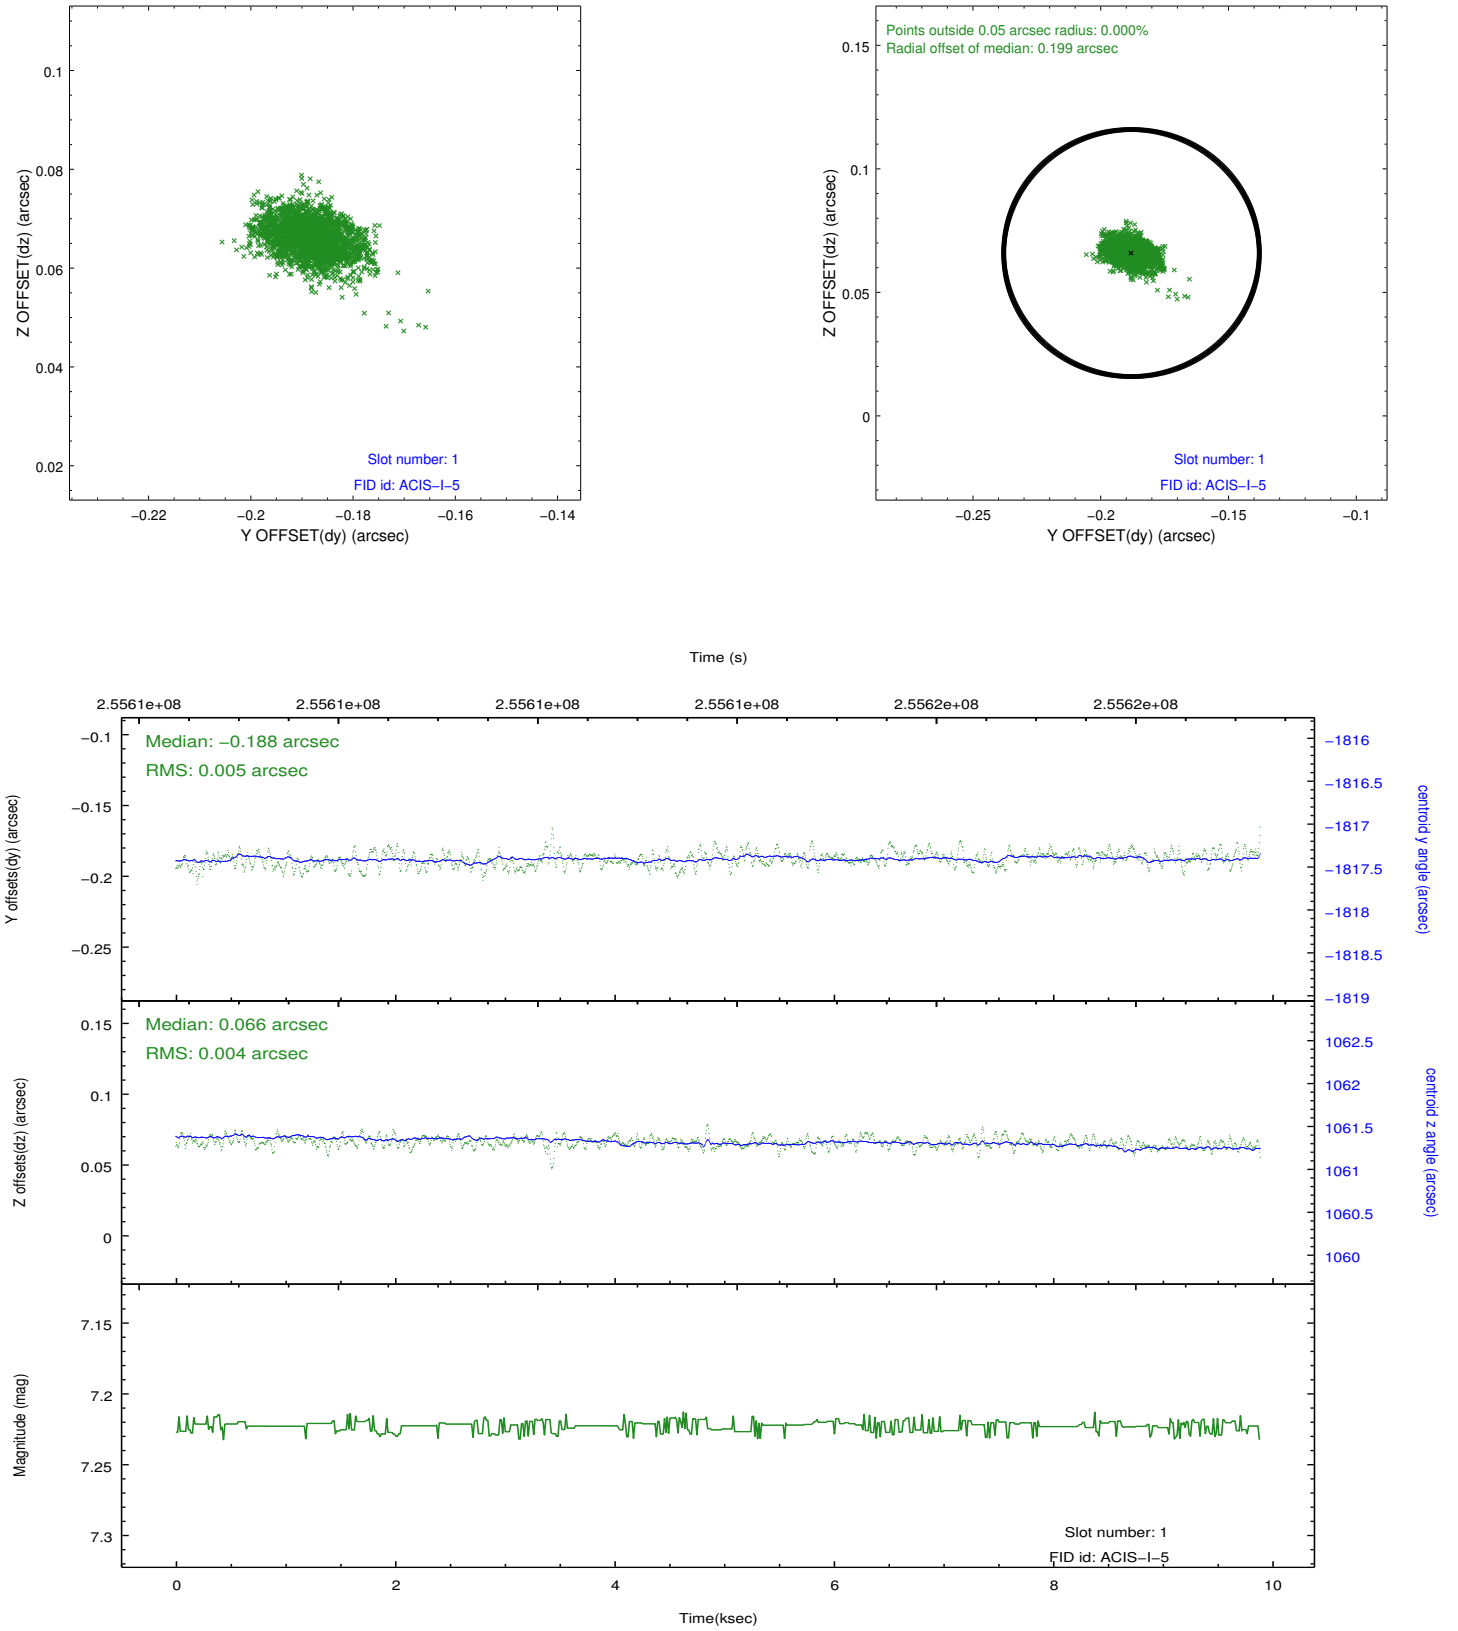 0.1
0.08
0.06
0.04
0.02
Z OFFSET(dz) (arcsec)
Slot number: 1
FID id: ACIS−I−5
−0.22 −0.2 −0.18 −0.16 −0.14
Y OFFSET(dy) (arcsec)
Points outside 0.05 arcsec radius: 0.000%
Radial offset of median: 0.199 arcsec
0.15
0.1
0.05
0
Z OFFSET(dz) (arcsec)
Slot number: 1
FID id: ACIS−I−5
−0.25 −0.2 −0.15 −0.1
Y OFFSET(dy) (arcsec)
Time (s)
2.5561e+08 2.5561e+08 2.5561e+08 2.5561e+08 2.5562e+08 2.5562e+08
Median: −0.188 arcsec
RMS: 0.005 arcsec
−0.1
−0.15
−0.2
−0.25
Y offsets(dy) (arcsec)
−1816
−1816.5
−1817
−1817.5
−1818
−1818.5
−1819
centroid y angle (arcsec)
Median: 0.066 arcsec
RMS: 0.004 arcsec
0.15
0.1
0.05
0
Z offsets(dz) (arcsec)
1062.5
1062
1061.5
1061
1060.5
1060
centroid z angle (arcsec)
7.15
7.2
7.25
7.3
Magnitude (mag)
Slot number: 1
FID id: ACIS−I−5
0 2 4 6 8 10
Time(ksec)